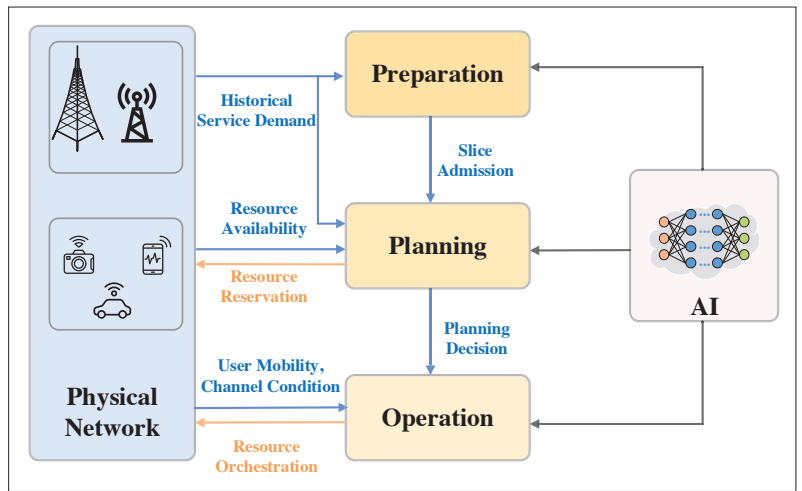 Preparation
Historical
Service Demand
Slice
Admission
Resource
Availability
Planning
Resource
Reservation
AI
Planning
Decision
User Mobility,
Channel Condition
Physical
Network
Operation
Resource
Orchestration